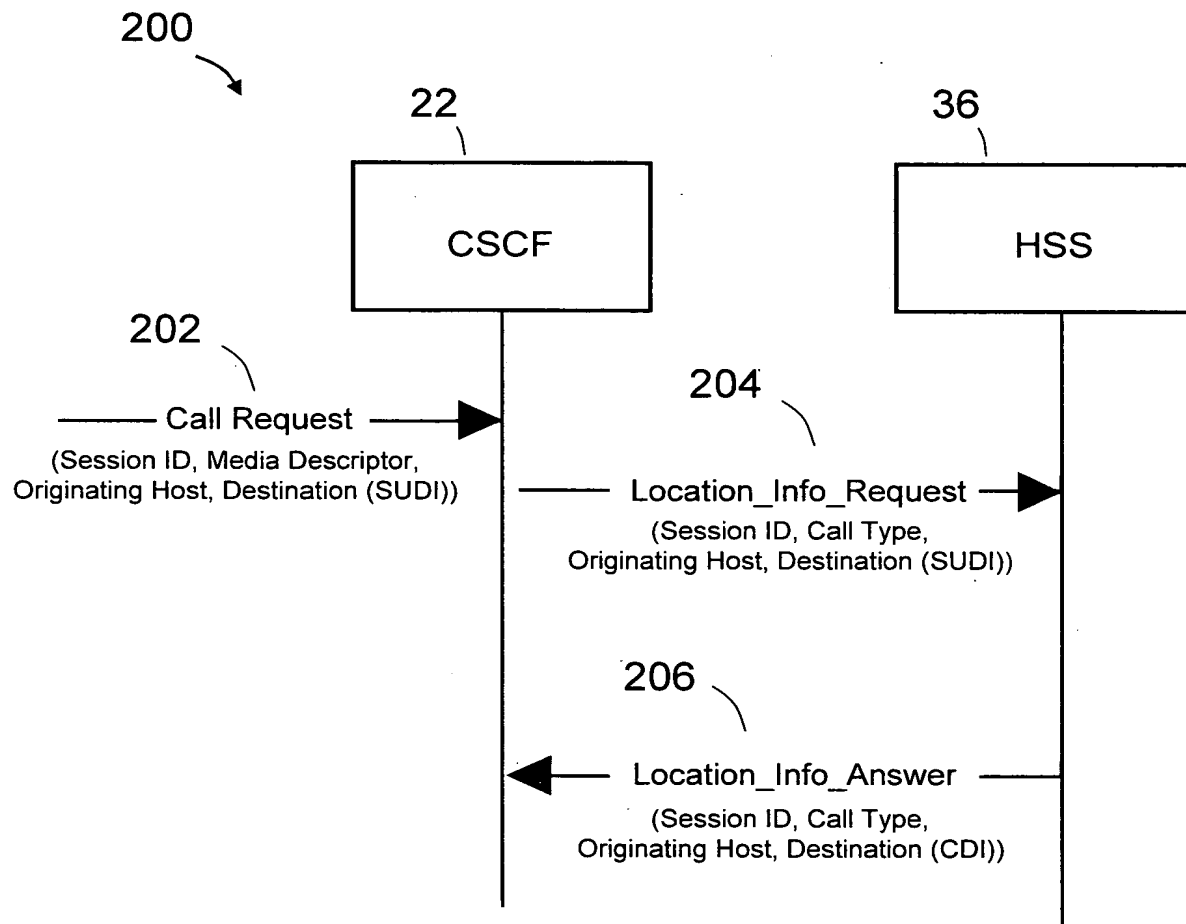 200
22
36
CSCF
HSS
202
Call Request
(Session ID, Media Descriptor,
Originating Host, Destination (SUDI))
204
Location_Info_Request
(Session ID, Call Type,
Originating Host, Destination (SUDI))
206
Location_Info_Answer
(Session ID, Call Type,
Originating Host, Destination (CDI))